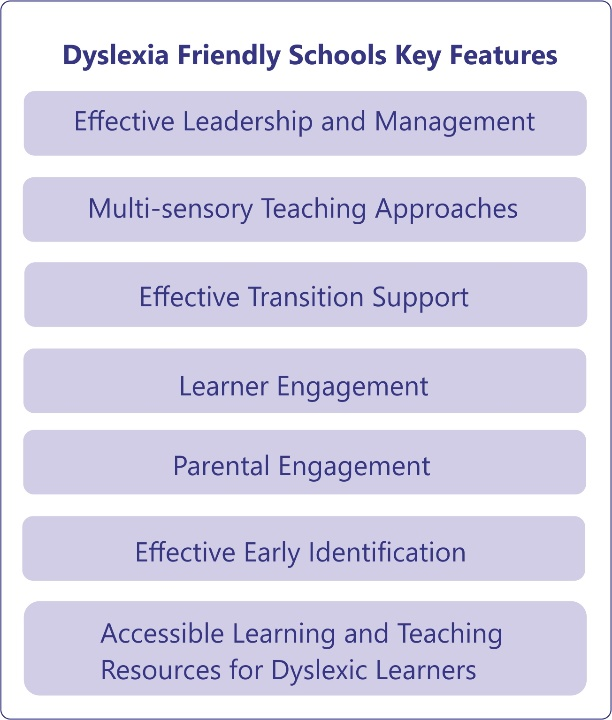 Dyslexia Friendly Schools Key Features
Effective Leadership and Management
Multi-sensory Teaching Approaches
Effective Transition Support
Learner Engagement
Parental Engagement
Effective Early Identification
Accessible Learning and Teaching
Resources for Dyslexic Learners